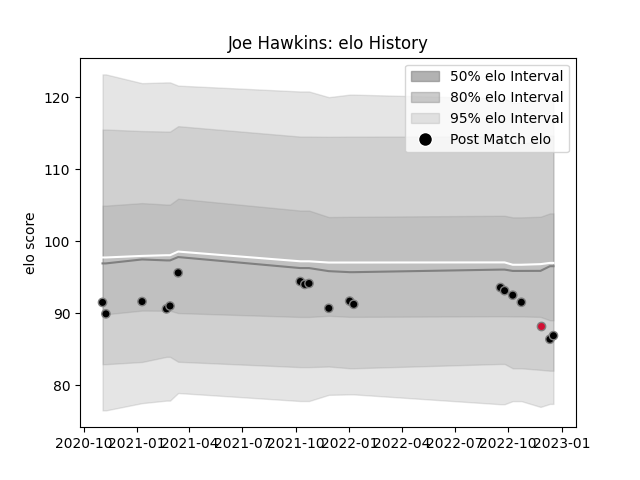 Joe Hawkins: elo History
50% elo Interval
80% elo Interval
95% elo Interval
Post Match elo
elo score
120
110
100
90
80
2020-10 2021-01 2021-04 2021-07 2021-10 2022-01 2022-04 2022-07 2022-10 2023-01